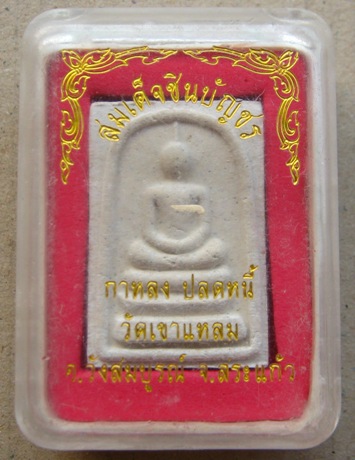 สมเด็จชินบัญชร
กาหลง ปลดหนี้
วัดเขาแหลม
อ.วังสมบูรณ์ จ.สระแก้ว